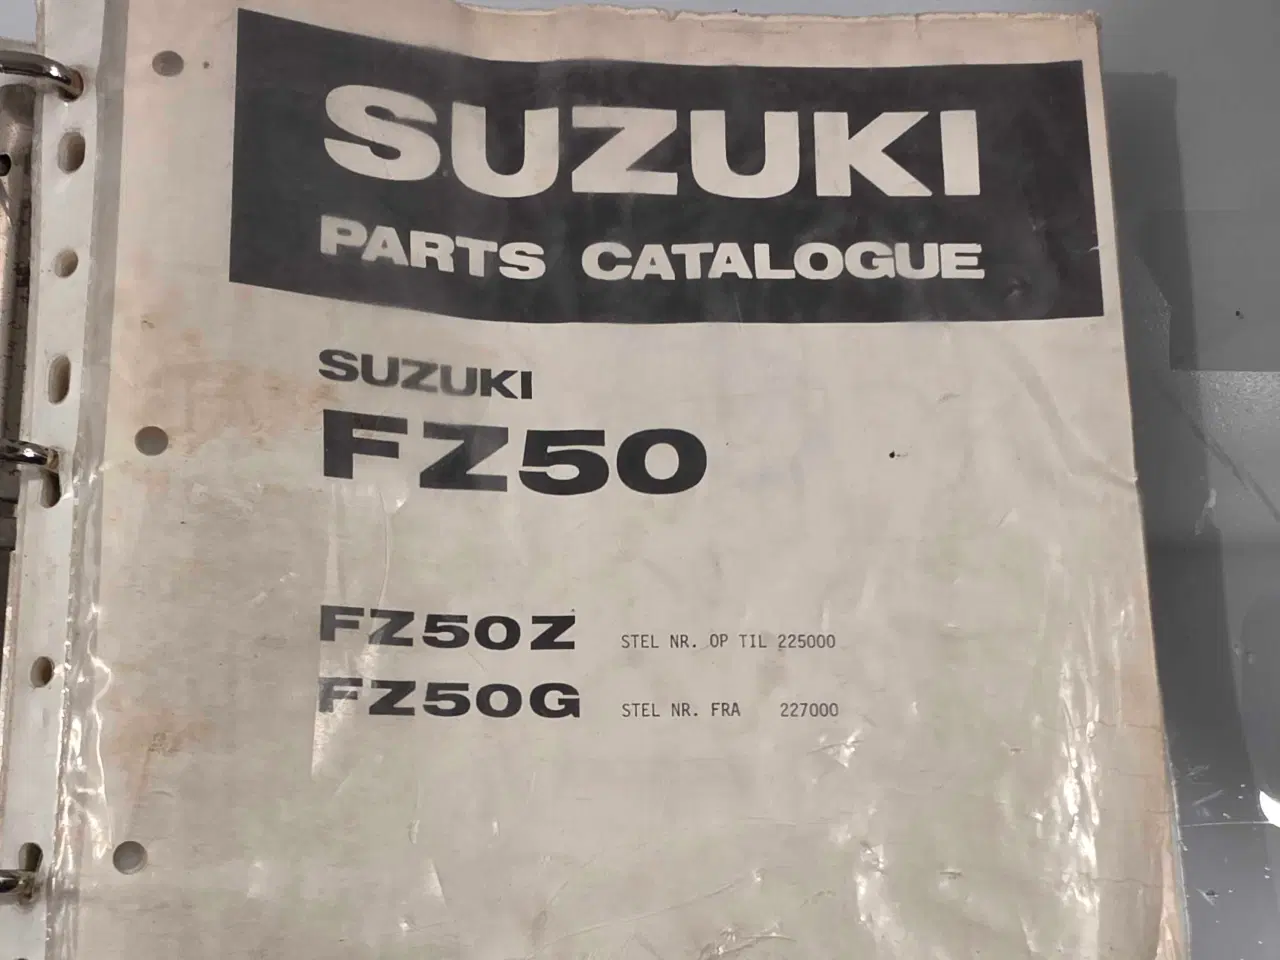 SUZUKI
PARTS CATALOGUE
SUZUKI
FZ50
FZ50Z STEL NR. OP TIL 225000
FZ50G STEL NR. FRA 227000